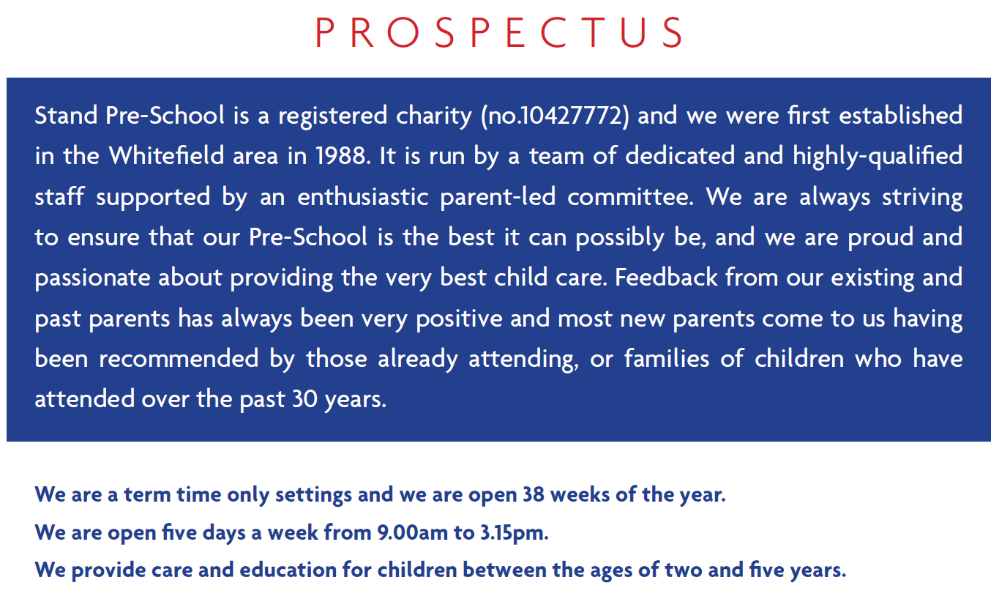 PROSPECTUS
Stand Pre-School is a registered charity (no.10427772) and we were first established
in the Whitefield area in 1988. It is run by a team of dedicated and highly-qualified
staff supported by an enthusiastic parent-led committee. We are always striving
to ensure that our Pre-School is the best it can possibly be, and we are proud and
passionate about providing the very best child care. Feedback from our existing and
past parents has always been very positive and most new parents come to us having
been recommended by those already attending, or families of children who have
attended over the past 30 years.
We are a term time only settings and we are open 38 weeks of the year.
We are open five days a week from 9.00am to 3.15pm.
We provide care and education for children between the ages of two and five years.